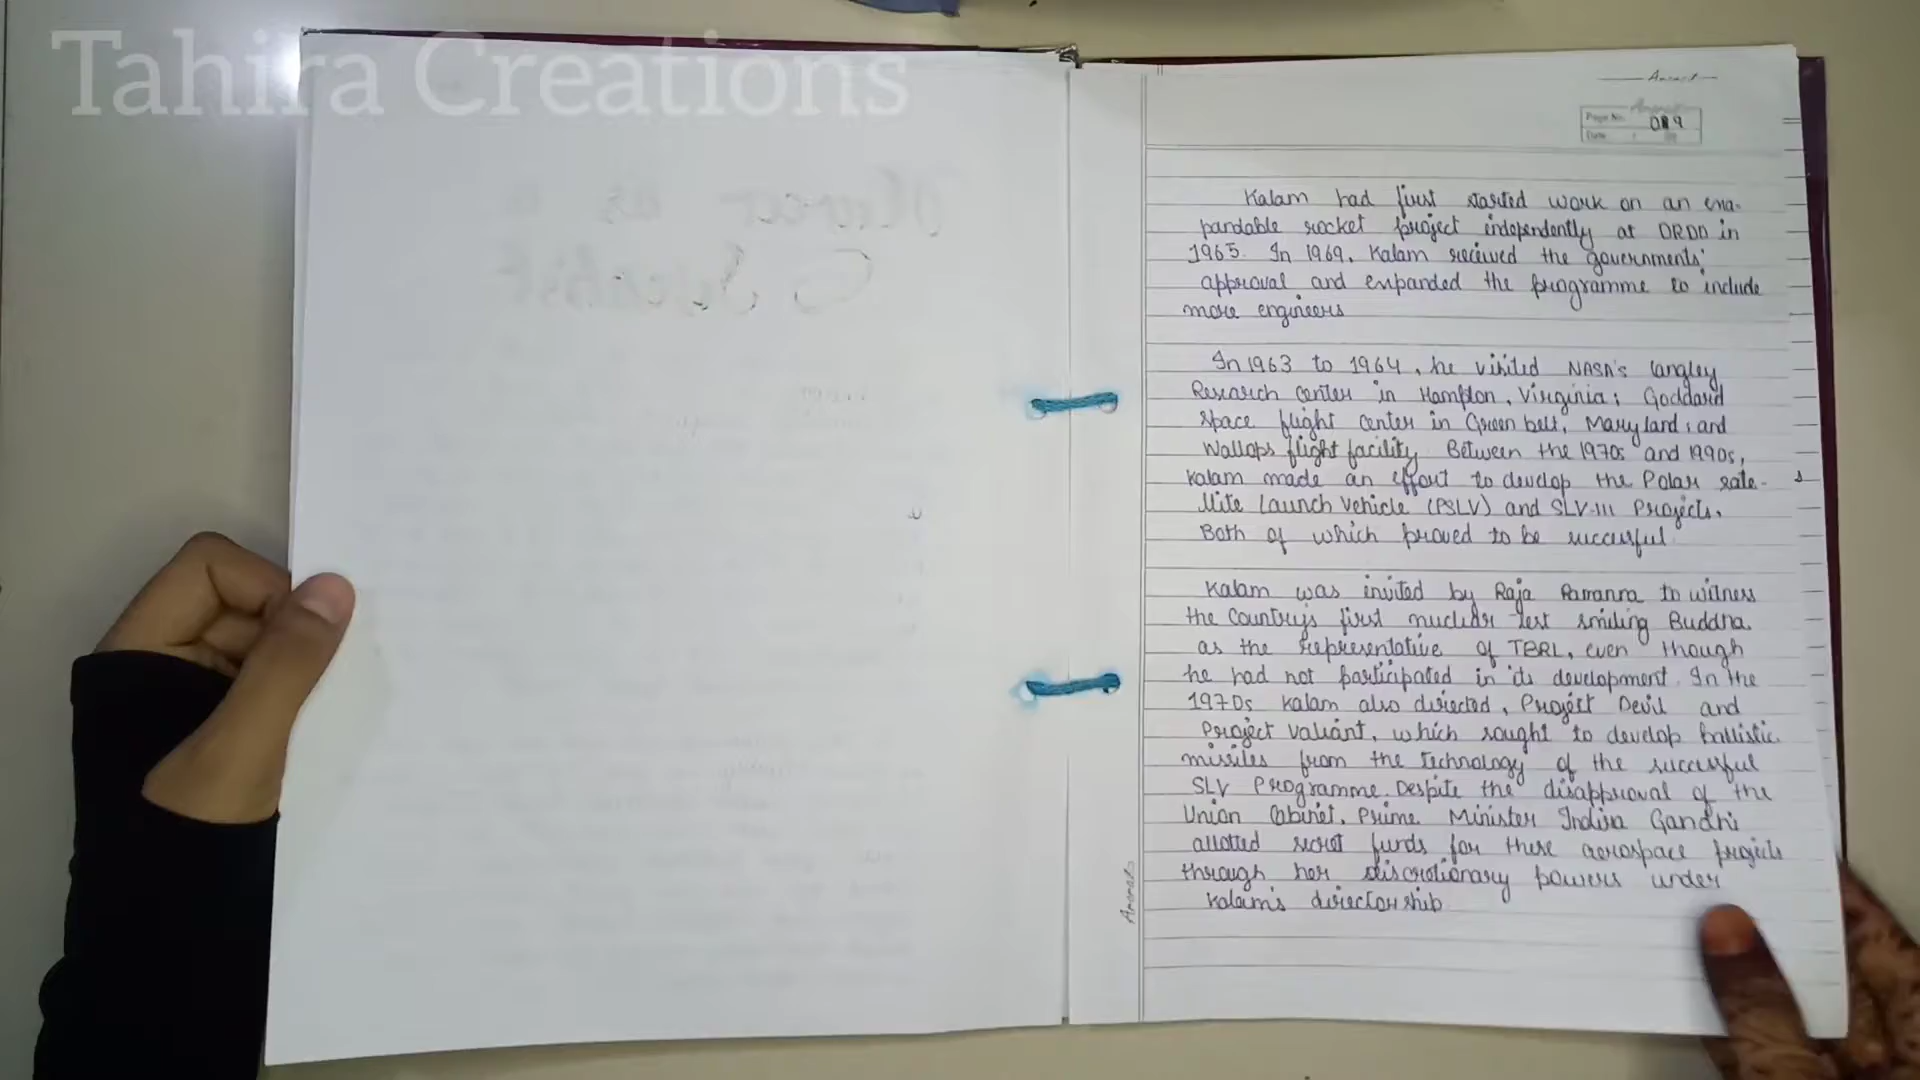 Tahira Creations
Page No. 019
Date
Kalam had first started work on an exa-
pandable rocket project independently at DRDO in
1965. In 1969, Kalam received the governments'
approval and expanded the programme to include
more engineers
In 1963 to 1964, he visited NASA's langley
Research center in Hampton, Virginia; Goddard
space flight center in Green belt, Maryland; and
Wallops flight facility. Between the 1970s and 1990s,
Kalam made an effort to develop the Polar sate-
llite Launch Vehicle (PSLV) and SLV-III Projects.
Both of which proved to be successful.
Kalam was invited by Raja Ramanna to witness
the Country's first nuclear test smiling Buddha
as the representative of TBRL, even though
he had not participated in its development. In the
1970s Kalam also directed, Project Devil and
Project Valiant, which sought to develop ballistic
missiles from the technology of the successful
SLV Programme. Despite the disapproval of the
Union Cabinet, Prime Minister Indira Gandhi
allotted secret funds for these aerospace projects
through her discretionary powers under
Kalam's directorship